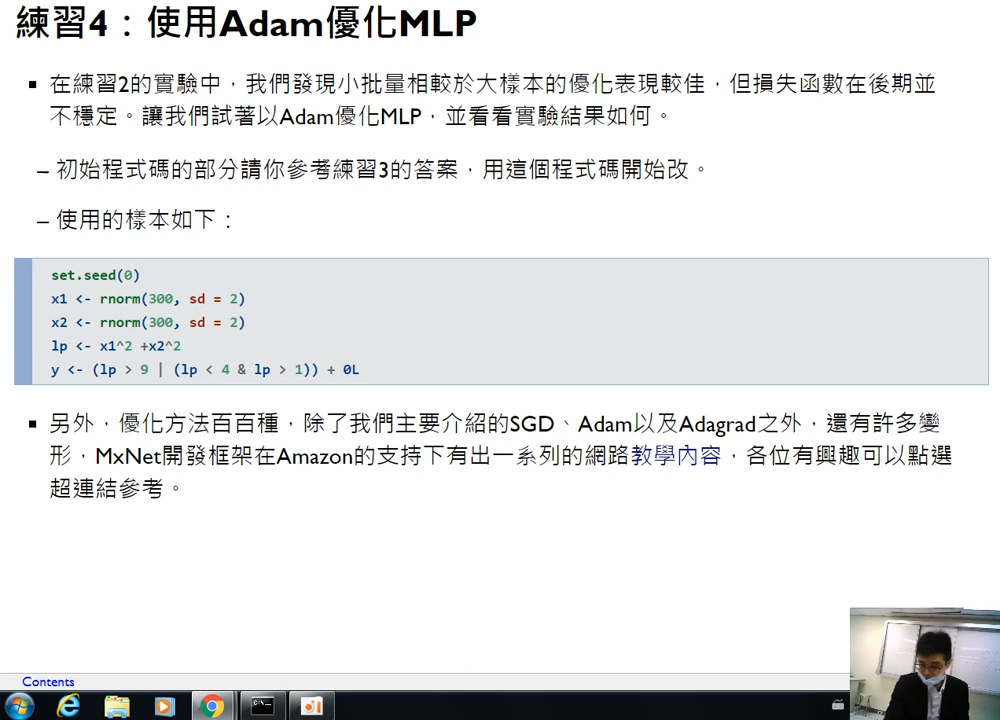 練習4：使用Adam優化MLP
▪ 在練習2的實驗中，我們發現小批量相較於大樣本的優化表現較佳，但損失函數在後期並
不穩定。讓我們試著以Adam優化MLP，並看看實驗結果如何。
– 初始程式碼的部分請你參考練習3的答案，用這個程式碼開始改。
– 使用的樣本如下：
set.seed(0)
x1 <- rnorm(300, sd = 2)
x2 <- rnorm(300, sd = 2)
lp <- x1^2 +x2^2
y <- (lp > 9 | (lp < 4 & lp > 1)) + 0L
▪ 另外，優化方法百百種，除了我們主要介紹的SGD、Adam以及Adagrad之外，還有許多變
形，MxNet開發框架在Amazon的支持下有出一系列的網路教學內容，各位有興趣可以點選
超連結參考。
Contents